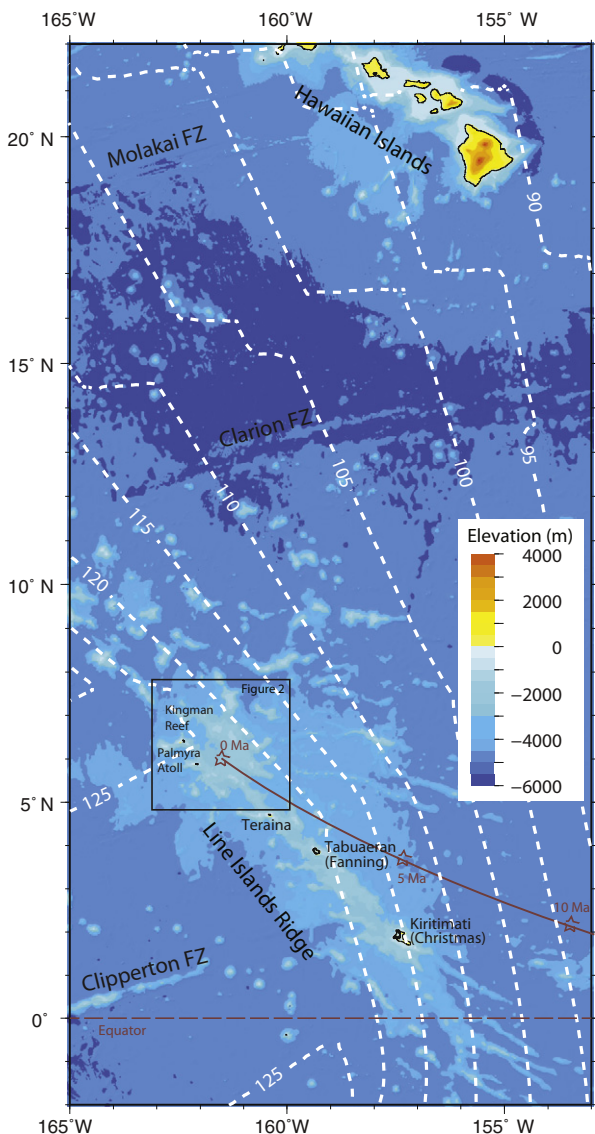 165˚W
160˚W
155˚W
20˚N
Molakai FZ
Hawaiian Islands
90
15˚N
Clarion FZ
105
100
95
110
115
Elevation (m)
4000
2000
0
−2000
−4000
−6000
10˚N
120
Figure 2
Kingman
Reef
0 Ma
Palmyra
Atoll
125
5˚N
Teraina
Tabuaeran
(Fanning)
5 Ma
Line Islands Ridge
10 Ma
Kiritimati
(Christmas)
Clipperton FZ
0˚
Equator
125
165˚W
160˚W
155˚W